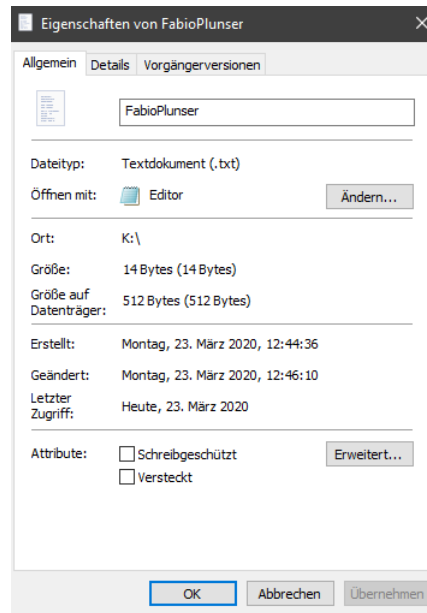 Eigenschaften von FabioPlunser
Allgemein Details Vorgängerversionen
FabioPlunser
Dateityp: Textdokument (.txt)
Öffnen mit: Editor Ändern...
Ort: K:\
Größe: 14 Bytes (14 Bytes)
Größe auf
Datenträger: 512 Bytes (512 Bytes)
Erstellt: Montag, 23. März 2020, 12:44:36
Geändert: Montag, 23. März 2020, 12:46:10
Letzter
Zugriff: Heute, 23. März 2020
Attribute: Schreibgeschützt Erweitert...
Versteckt
OK Abbrechen Übernehmen